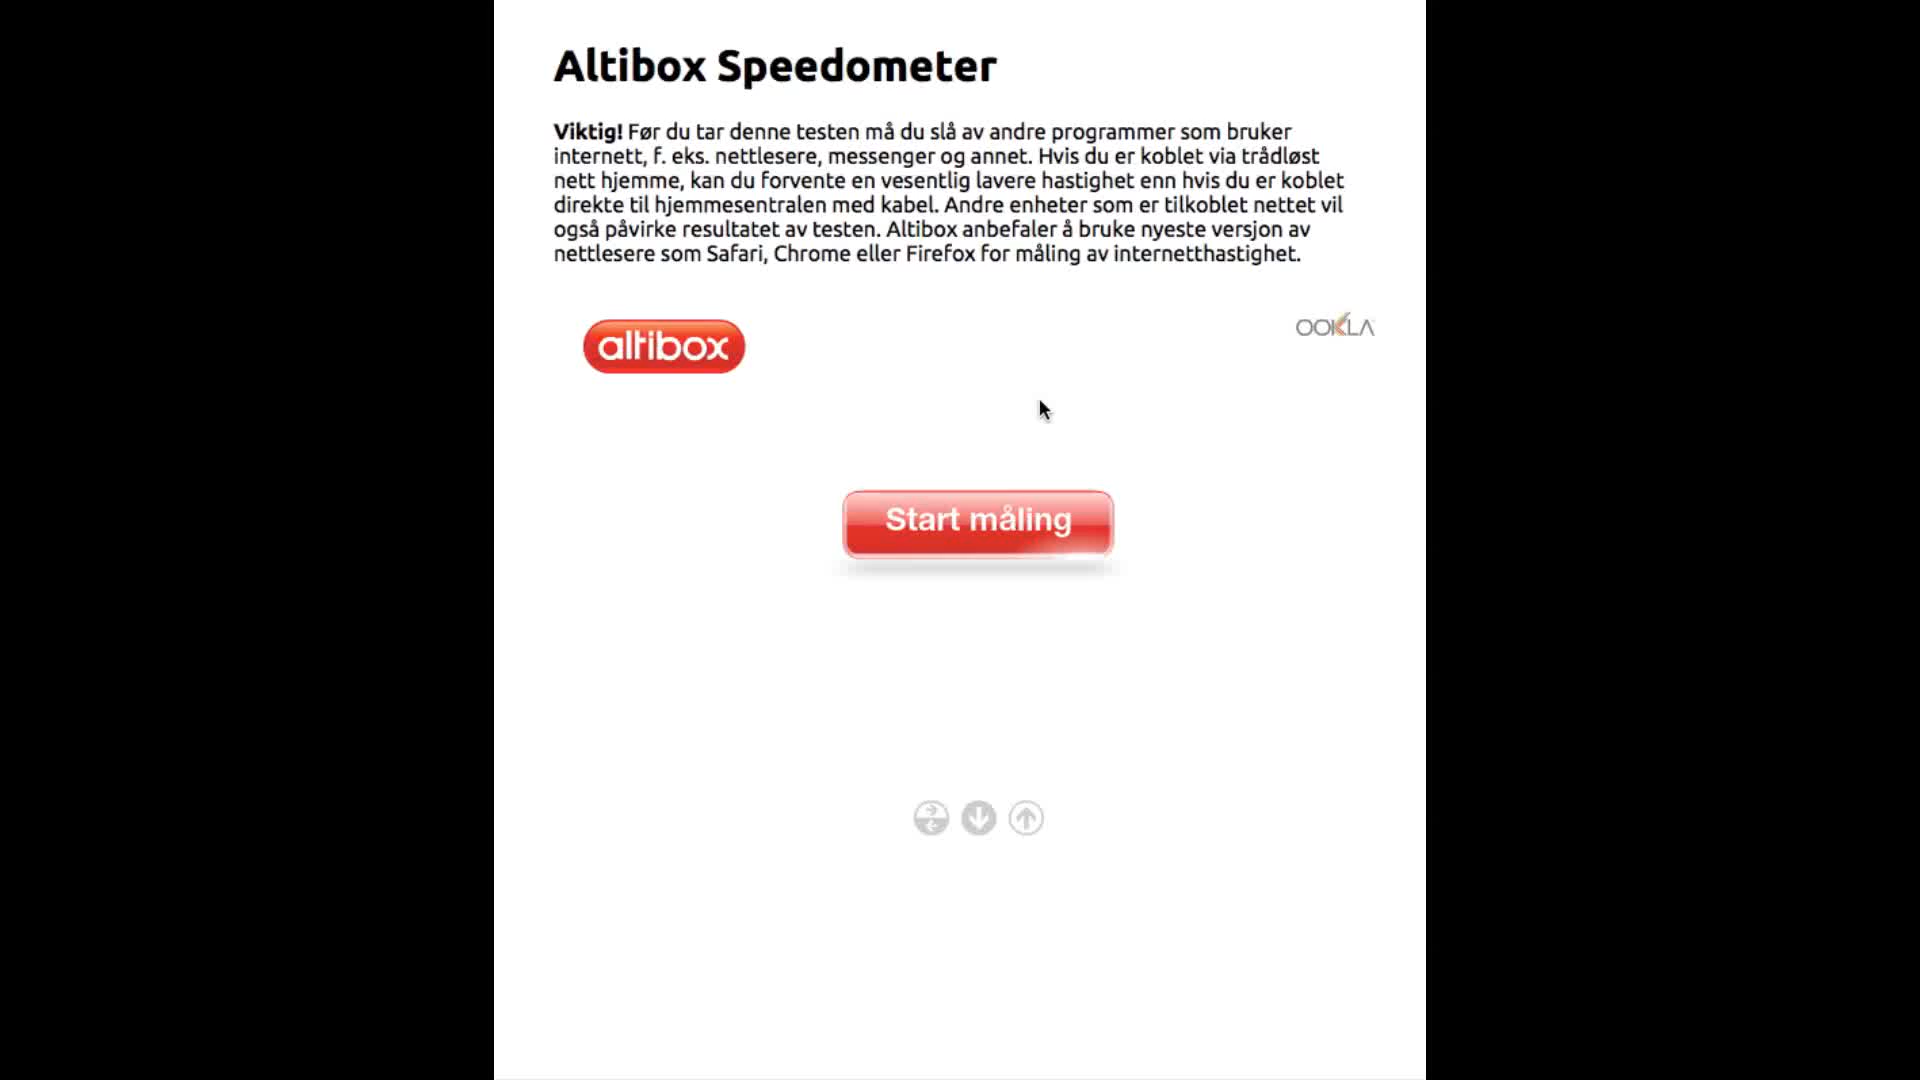 Altibox Speedometer
Viktig! Før du tar denne testen må du slå av andre programmer som bruker
internett, f. eks. nettlesere, messenger og annet. Hvis du er koblet via trådløst
nett hjemme, kan du forvente en vesentlig lavere hastighet enn hvis du er koblet
direkte til hjemmesentralen med kabel. Andre enheter som er tilkoblet nettet vil
også påvirke resultatet av testen. Altibox anbefaler å bruke nyeste versjon av
nettlesere som Safari, Chrome eller Firefox for måling av internetthastighet.
altibox
OOKLA
Start måling